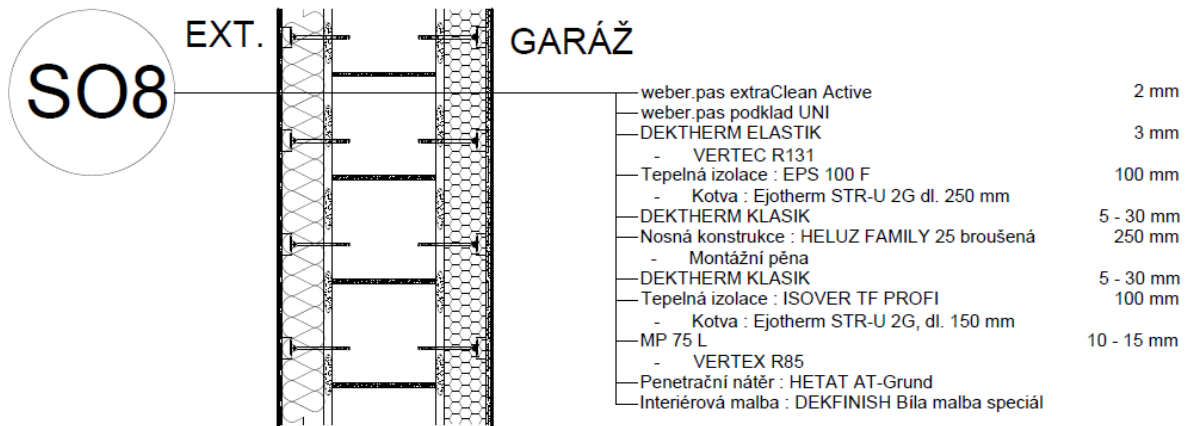 SO8
EXT.
GARÁŽ
weber.pas extraClean Active 2 mm
weber.pas podklad UNI
DEKTHERM ELASTIK 3 mm
- VERTEC R131
Tepelná izolace : EPS 100 F 100 mm
- Kotva : Ejotherm STR-U 2G dl. 250 mm
DEKTHERM KLASIK 5 - 30 mm
Nosná konstrukce : HELUZ FAMILY 25 broušená 250 mm
- Montážní pěna
DEKTHERM KLASIK 5 - 30 mm
Tepelná izolace : ISOVER TF PROFI 100 mm
- Kotva : Ejotherm STR-U 2G, dl. 150 mm
MP 75 L 10 - 15 mm
- VERTEX R85
Penetrační nátěr : HETAT AT-Grund
Interiérová malba : DEKFINISH Bíla malba speciál